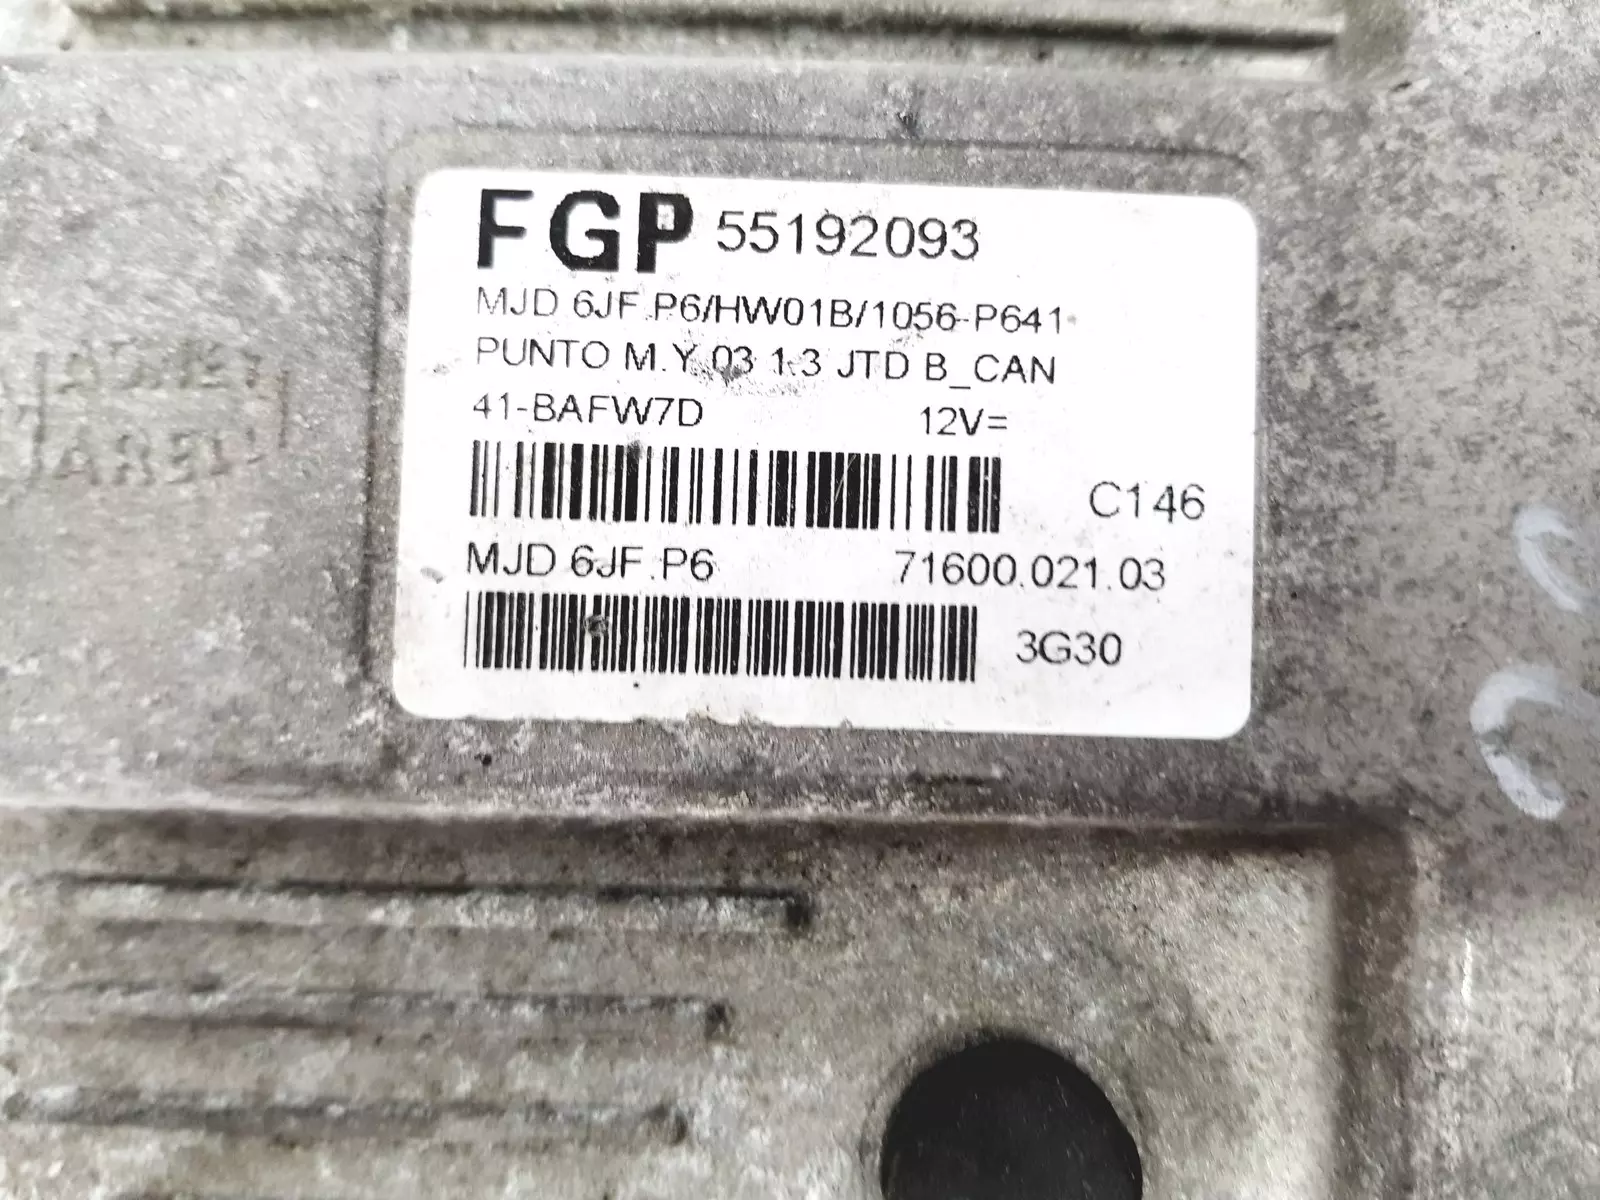 FGP 55192093
MJD 6JF.P6/HW01B/1056-P641
PUNTO M.Y.03 1.3 JTD B_CAN
41-BAFW7D 12V=
C146
MJD 6JF.P6 71600.021.03
3G30